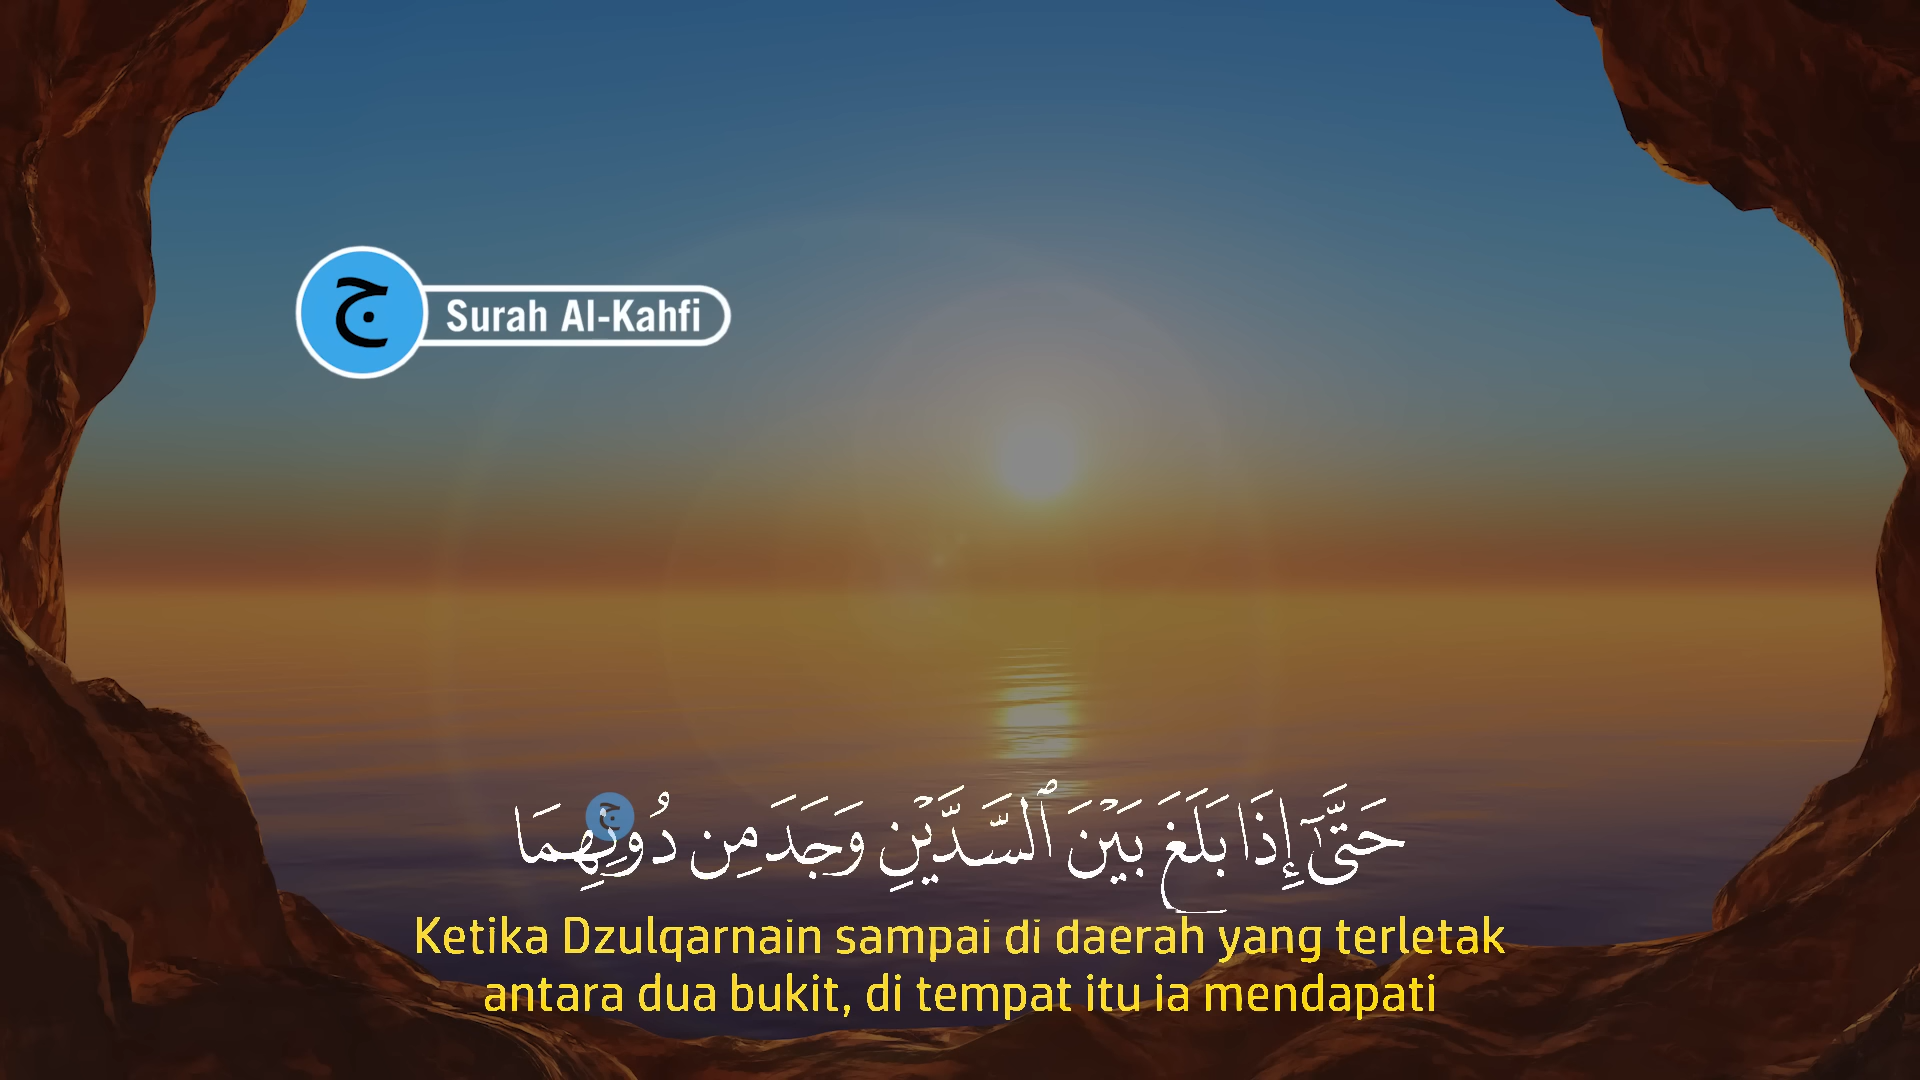 ج
Surah Al-Kahfi
حَتَّىٰٓ إِذَا بَلَغَ بَيْنَ ٱلسَّدَّيْنِ وَجَدَ مِن دُونِهِمَا
ج
Ketika Dzulqarnain sampai di daerah yang terletak
antara dua bukit, di tempat itu ia mendapati